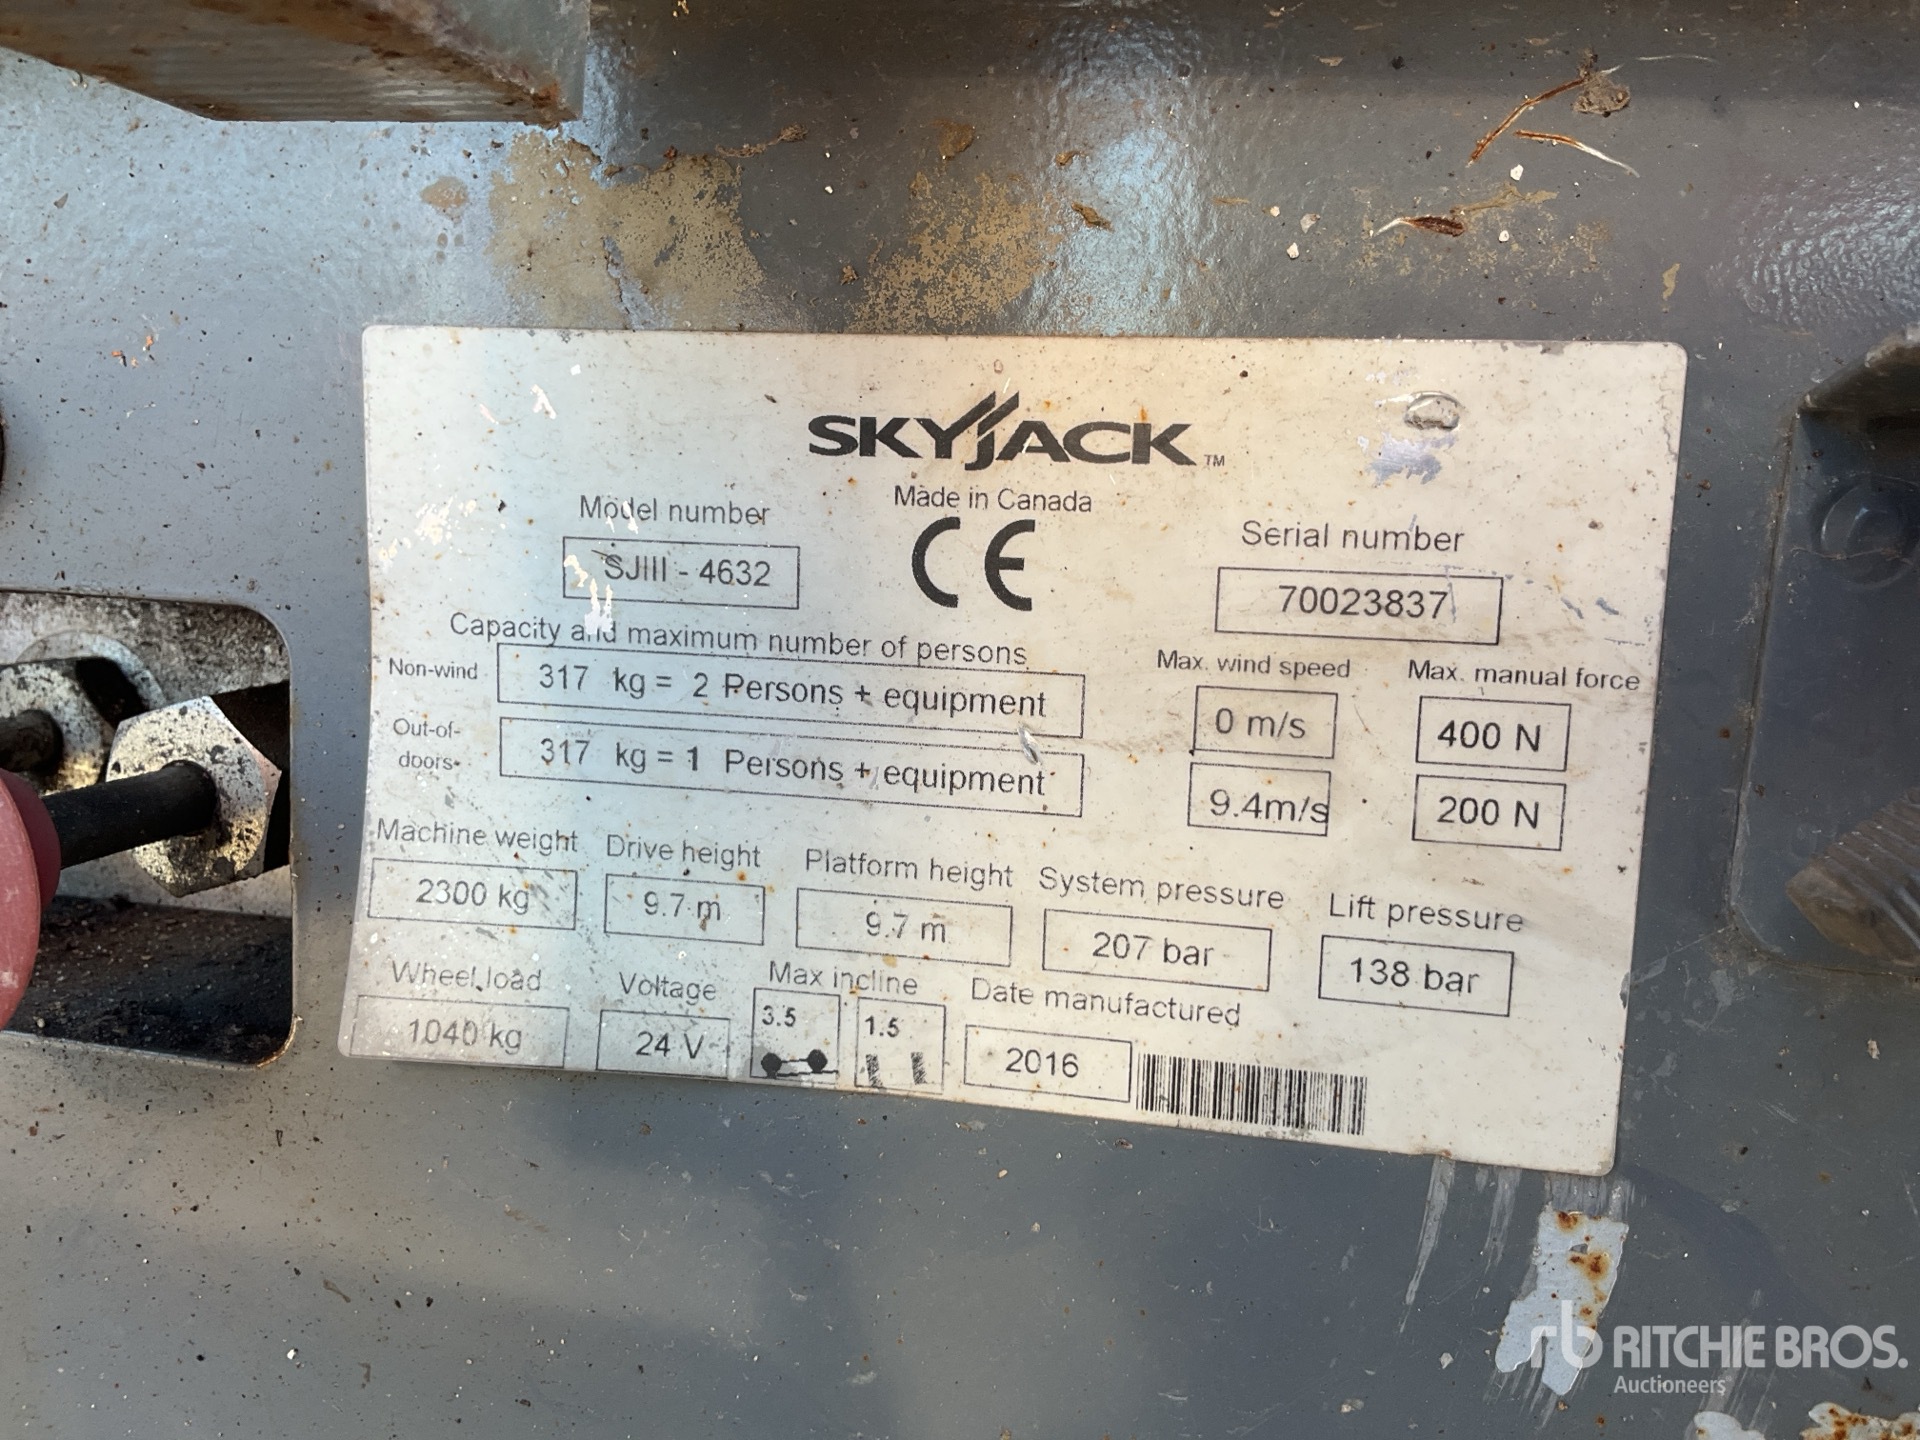 SKYJACK™
Made in Canada
CE
Model number
SJIII - 4632
Serial number
70023837
Capacity and maximum number of persons
Non-wind
317 kg = 2 Persons + equipment
Out-of-
doors
317 kg = 1 Persons + equipment
Max. wind speed
0 m/s
9.4m/s
Max. manual force
400 N
200 N
Machine weight
2300 kg
Drive height
9.7 m
Platform height
9.7 m
System pressure
207 bar
Lift pressure
138 bar
Wheel load
1040 kg
Voltage
24 V
Max incline
3.5
1.5
Date manufactured
2016
rb RITCHIE BROS.
Auctioneers